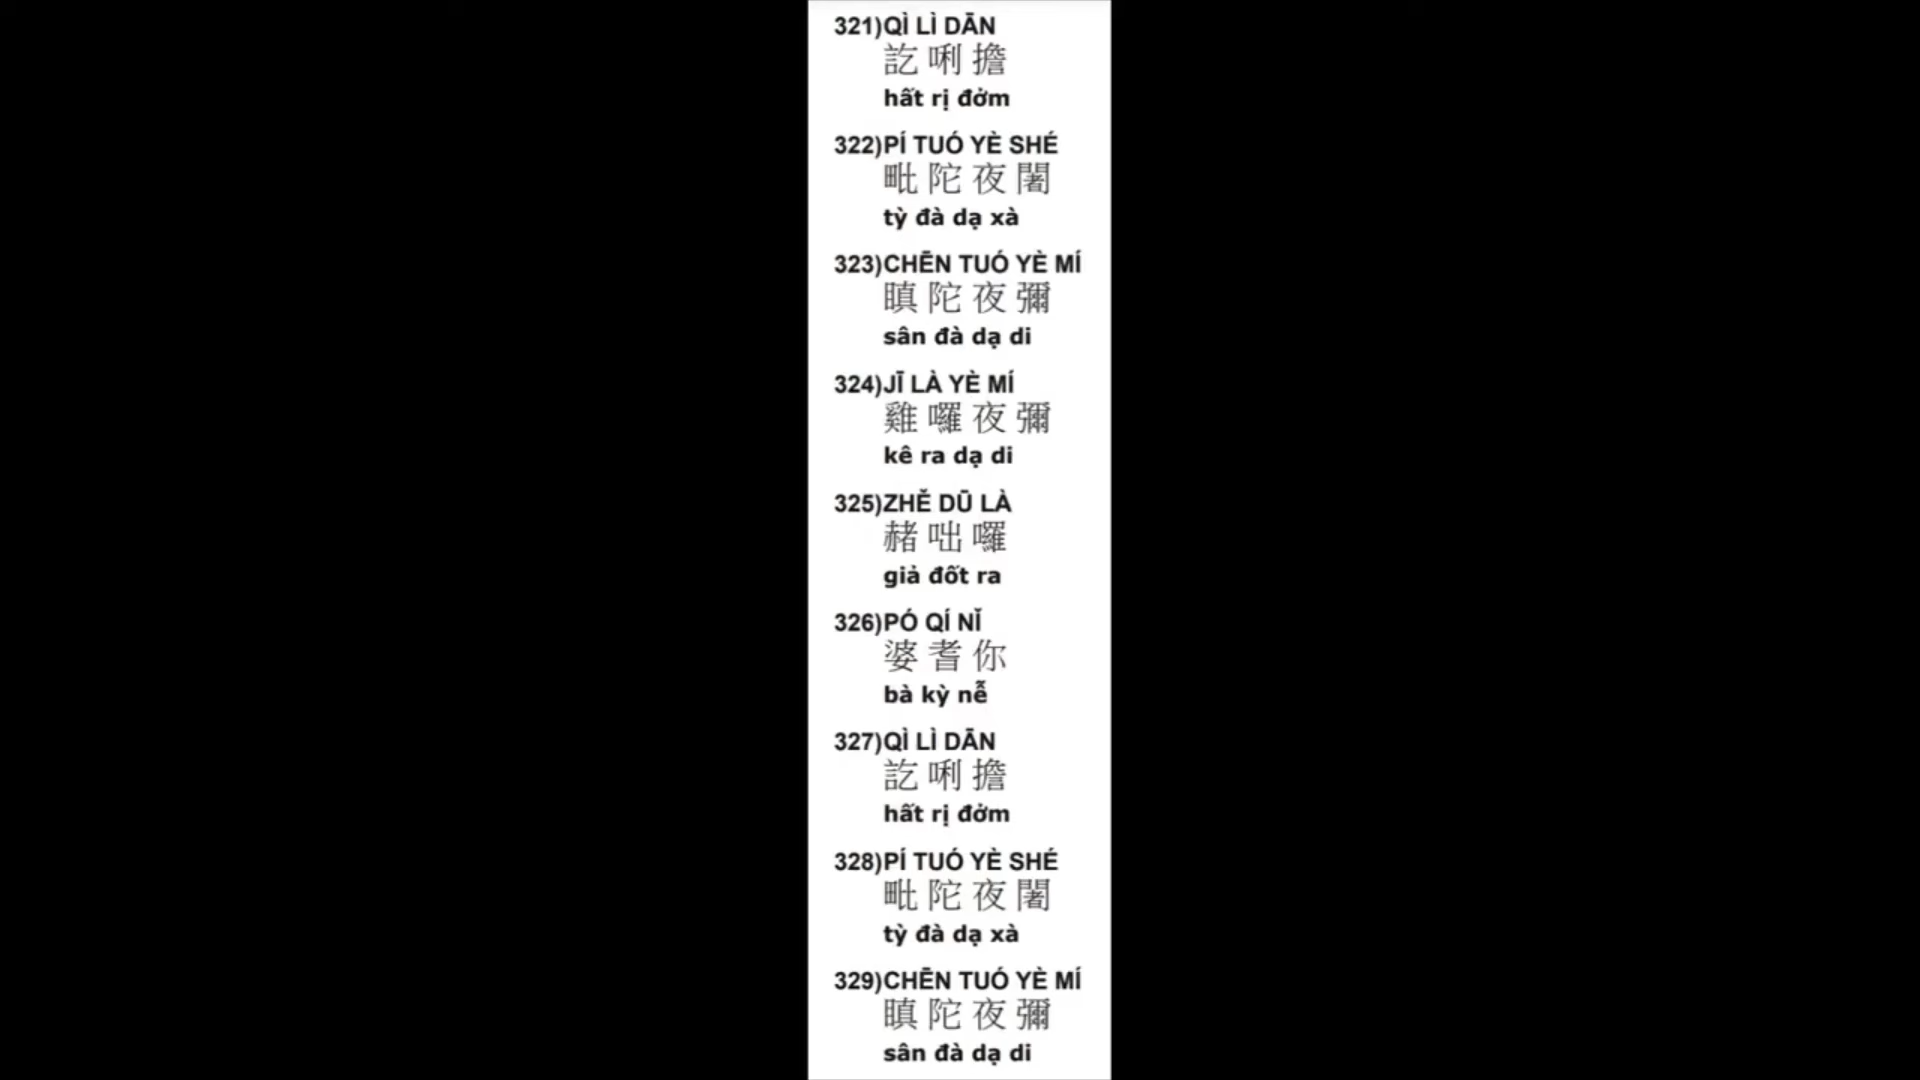 321)QÌ LÌ DĀN
訖 唎 擔
hất rị đởm
322)PÍ TUÓ YÈ SHÉ
毗 陀 夜 闍
tỳ đà dạ xà
323)CHĒN TUÓ YÈ MÍ
瞋 陀 夜 彌
sân đà dạ di
324)JĪ LÀ YÈ MÍ
雞 囉 夜 彌
kê ra dạ di
325)ZHĚ DŪ LÀ
赭 咄 囉
giả đốt ra
326)PÓ QÍ NǏ
婆 耆 你
bà kỳ nễ
327)QÌ LÌ DĀN
訖 唎 擔
hất rị đởm
328)PÍ TUÓ YÈ SHÉ
毗 陀 夜 闍
tỳ đà dạ xà
329)CHĒN TUÓ YÈ MÍ
瞋 陀 夜 彌
sân đà dạ di